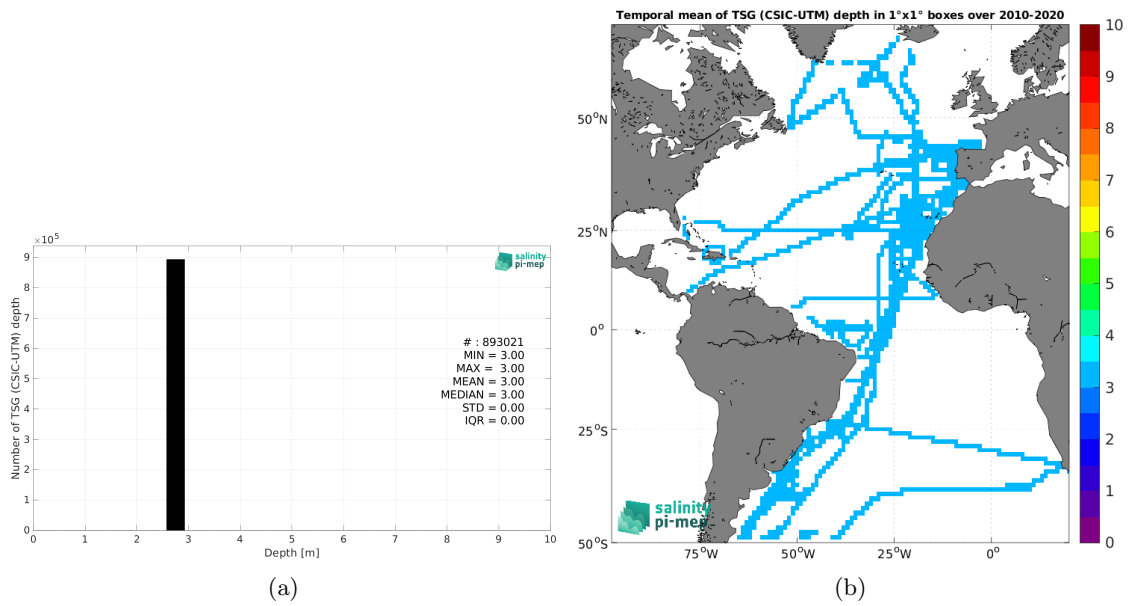 Temporal mean of TSG (CSIC-UTM) depth in 1°x1° boxes over 2010-2020
×10⁵
9
8
7
6
5
4
3
2
1
0
Number of TSG (CSIC-UTM) depth
0 1 2 3 4 5 6 7 8 9 10
Depth [m]
salinity
pi-mep
# : 893021
MIN = 3.00
MAX = 3.00
MEAN = 3.00
MEDIAN = 3.00
STD = 0.00
IQR = 0.00
(a)
50°N
25°N
0°
25°S
50°S
75°W 50°W 25°W 0°
salinity
pi-mep
10
9
8
7
6
5
4
3
2
1
0
(b)